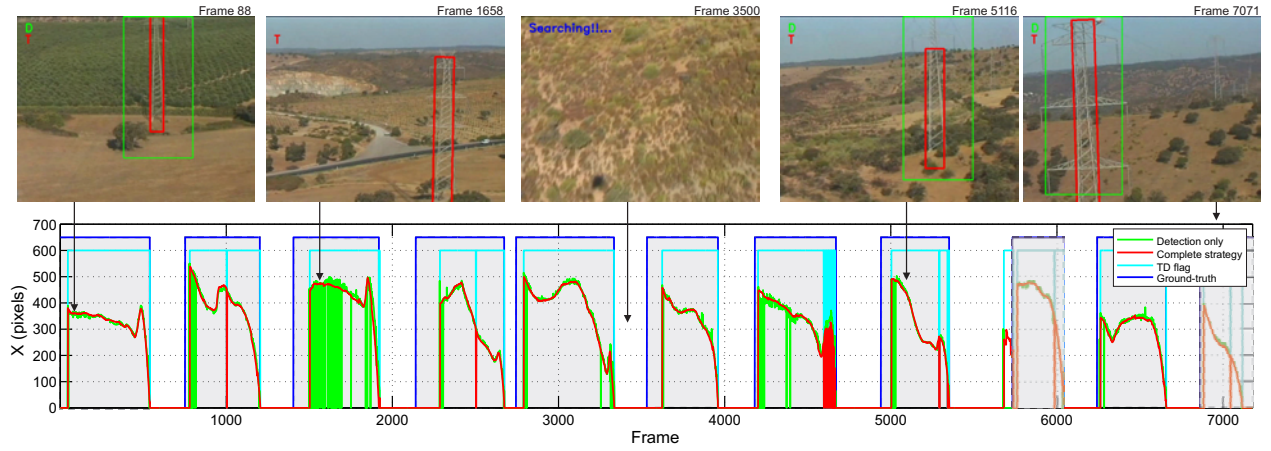 Frame 88
Frame 1658
Frame 3500
Frame 5116
Frame 7071
D
T
T
Searching!!...
D
T
D
T
700
600
500
400
300
200
100
0
X (pixels)
1000
2000
3000
4000
5000
6000
7000
Frame
Detection only
Complete strategy
TD flag
Ground-truth